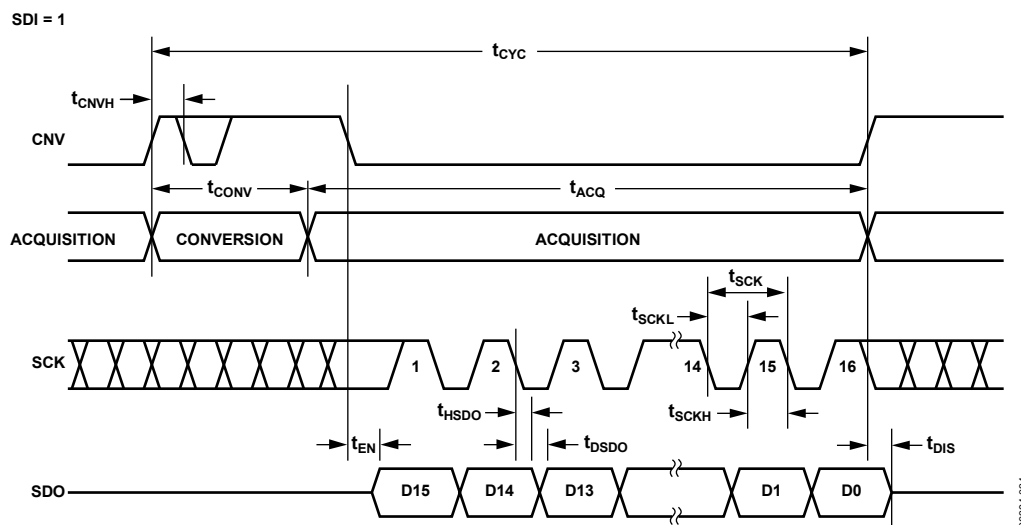 SDI = 1
tCYC
tCNVH
CNV
tCONV
tACQ
ACQUISITION
CONVERSION
ACQUISITION
tSCK
tSCKL
SCK
1
2
3
14
15
16
tHSDO
tSCKH
tEN
tDSDO
tDIS
SDO
D15
D14
D13
D1
D0